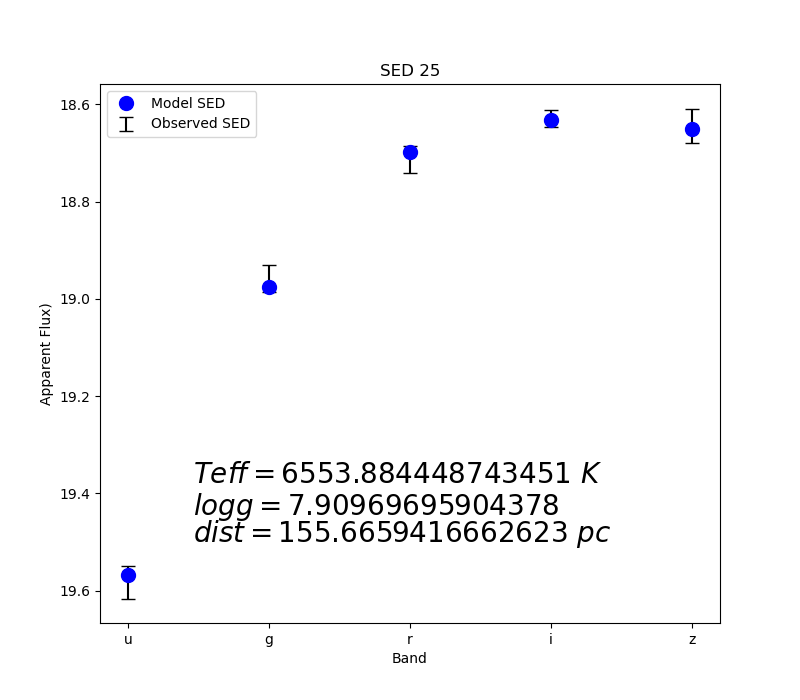 SED 25
Model SED
Observed SED
18.6
18.8
19.0
19.2
19.4
19.6
Apparent Flux)
Teff = 6553.884448743451 K
logg = 7.90969695904378
dist = 155.6659416662623 pc
u g r i z
Band